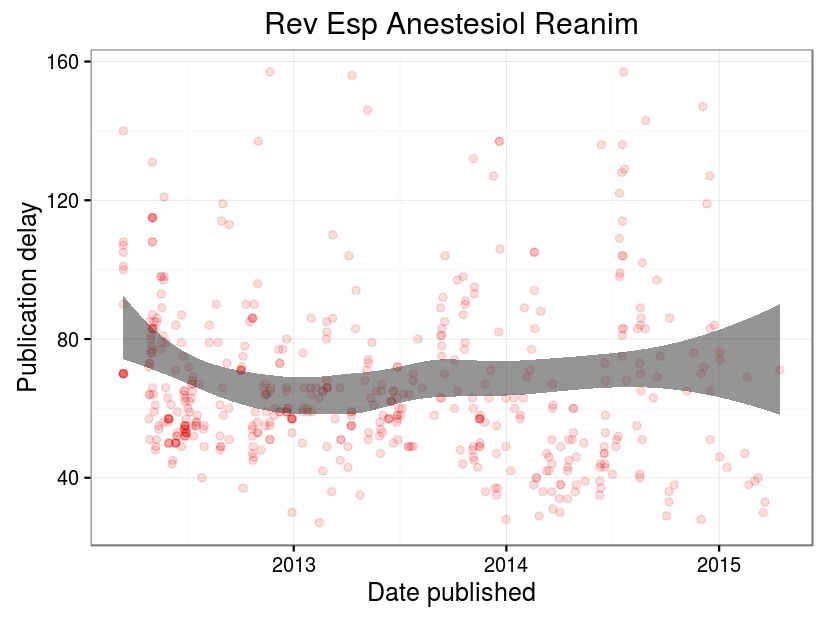 Rev Esp Anestesiol Reanim
160
120
80
40
Publication delay
2013
2014
2015
Date published